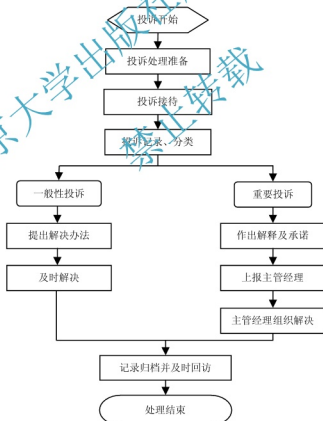 投诉开始
投诉处理准备
投诉接待
投诉记录、分类
一般性投诉
重要投诉
提出解决办法
作出解释及承诺
及时解决
上报主管经理
主管经理组织解决
记录归档并及时回访
处理结束
京大学出版社
禁止转载